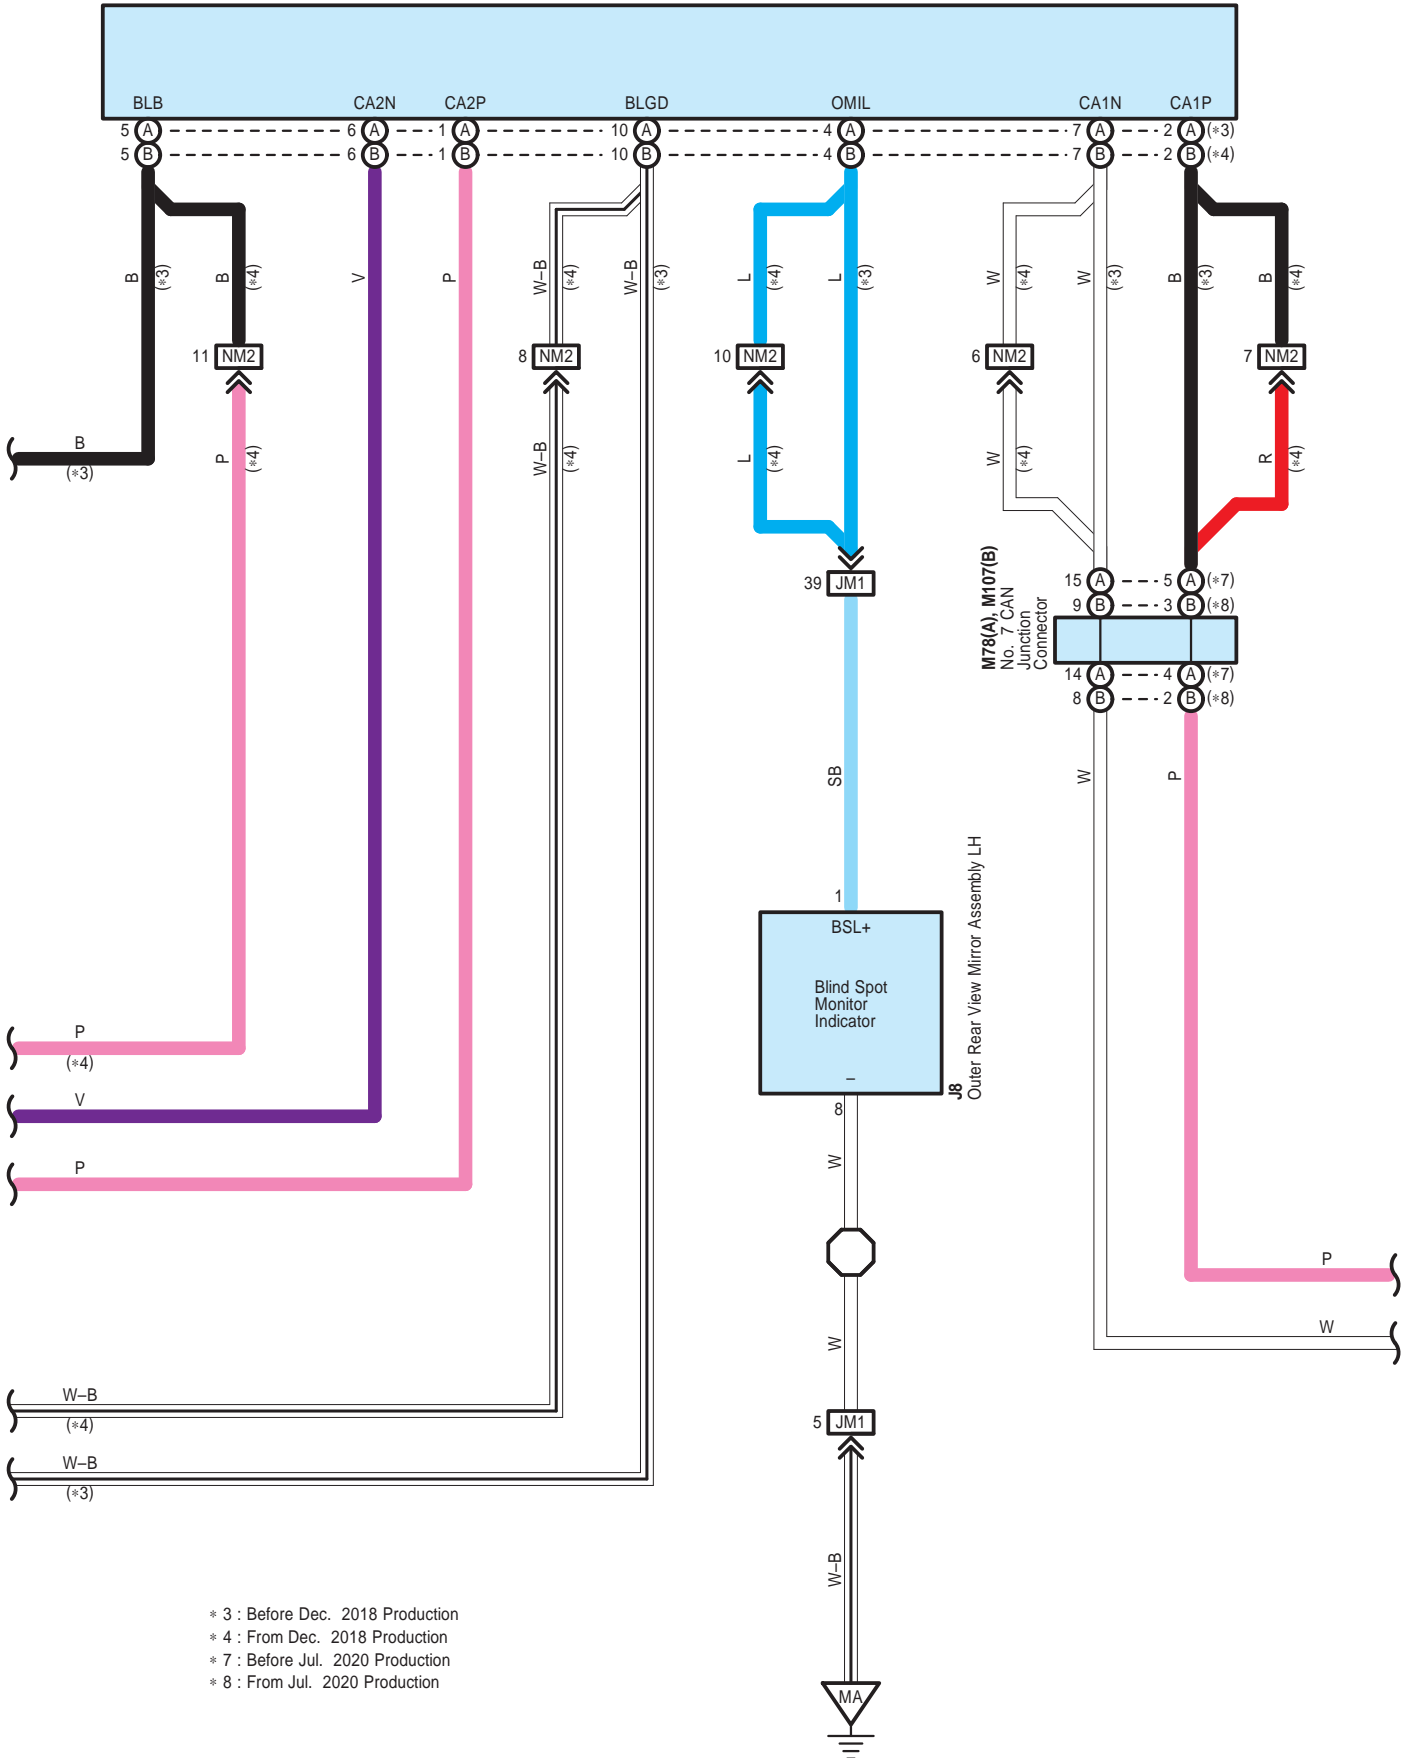 BLB CA2N CA2P BLGD OMIL CA1N CA1P
5 A 6 A 1 A 10 A 4 A 7 A 2 A (*3)
5 B 6 B 1 B 10 B 4 B 7 B 2 B (*4)
B (*3) B (*4) V P W–B (*4) W–B (*3) L (*4) L (*3) W (*4) W (*3) B (*3) B (*4)
11 NM2 8 NM2 10 NM2 6 NM2 7 NM2
B
(*3)
P (*4) W–B (*4) L (*4) W (*4) R (*4)
39 JM1
15 A 5 A (*7)
9 B 3 B (*8)
M78(A), M107(B)
No. 7 CAN
Junction
Connector
14 A 4 A (*7)
8 B 2 B (*8)
SB W P
1
BSL+
Blind Spot
Monitor
Indicator
–
J8
Outer Rear View Mirror Assembly LH
8
P
(*4)
V
W
P
P
W
W
W–B
(*4)
5 JM1
W–B
(*3)
W–B
* 3 : Before Dec. 2018 Production
* 4 : From Dec. 2018 Production
* 7 : Before Jul. 2020 Production
* 8 : From Jul. 2020 Production
MA